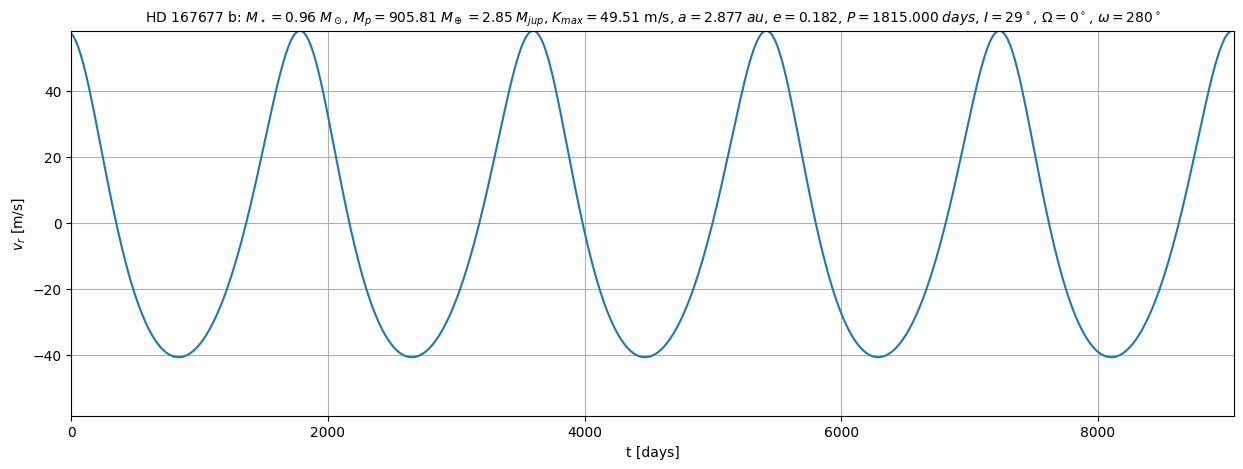 HD 167677 b: M⋆ = 0.96 M⊙, Mp = 905.81 M⊕ = 2.85 Mjup, Kmax = 49.51 m/s, a = 2.877 au, e = 0.182, P = 1815.000 days, I = 29°, Ω = 0°, ω = 280°
40
20
0
−20
−40
vr [m/s]
0 2000 4000 6000 8000
t [days]